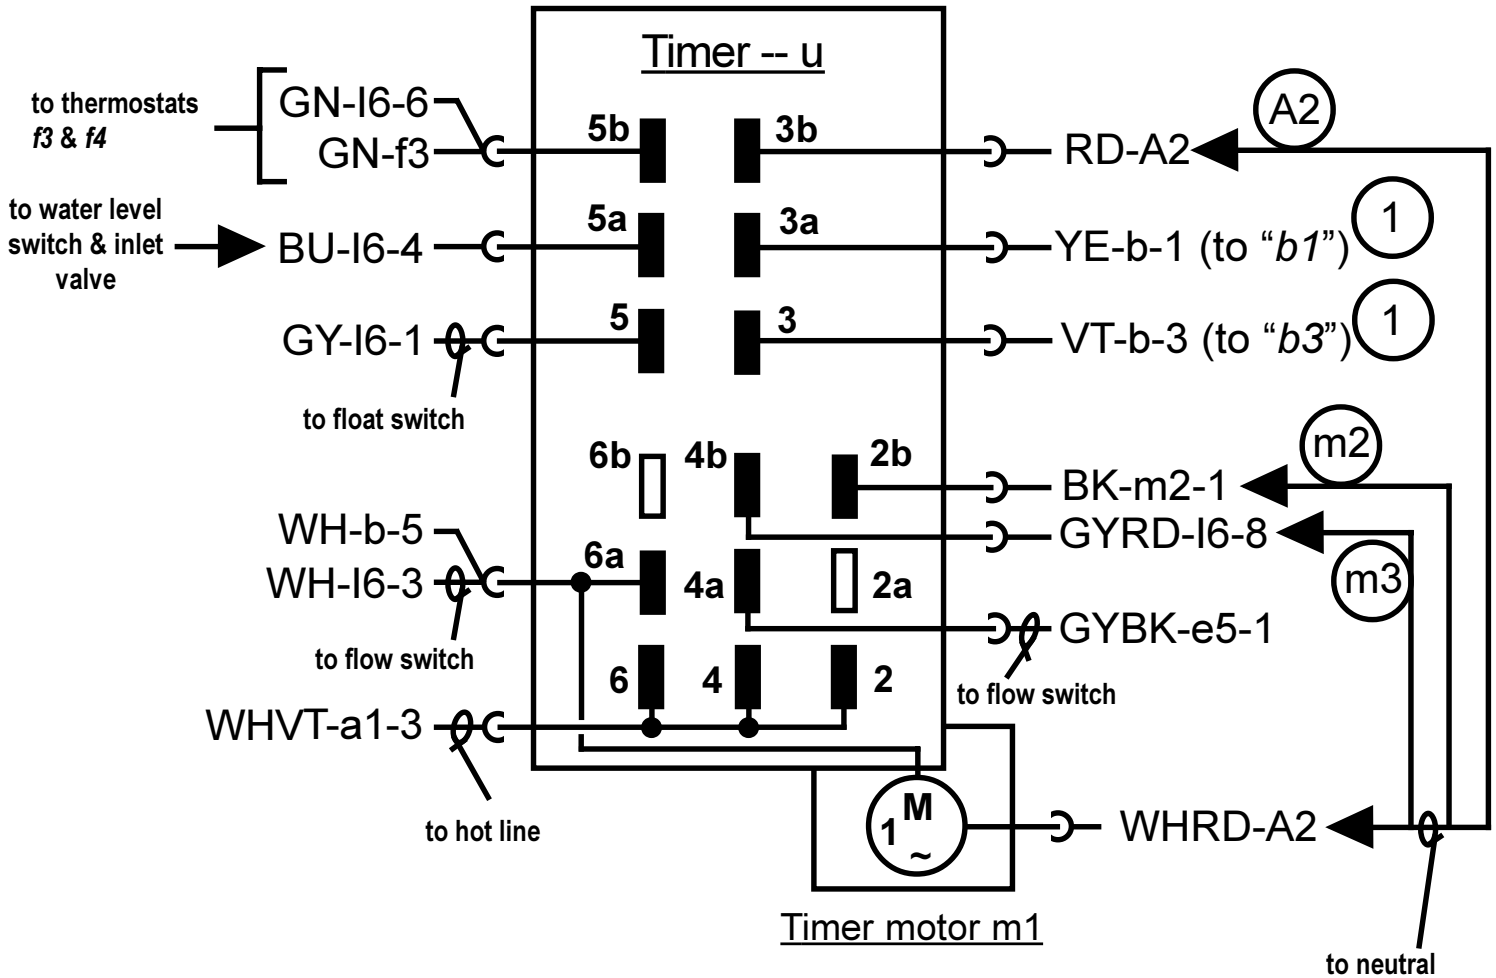 Timer -- u
to thermostats
f3 & f4
GN-I6-6
GN-f3
5b
3b
RD-A2
A2
to water level
switch & inlet
valve
BU-I6-4
5a
3a
YE-b-1 (to “b1”)
1
GY-I6-1
5
3
VT-b-3 (to “b3”)
1
to float switch
6b
4b
2b
BK-m2-1
m2
WH-b-5
GYRD-I6-8
WH-I6-3
6a
4a
2a
m3
GYBK-e5-1
to flow switch
to flow switch
6
4
2
WHVT-a1-3
to hot line
M
1
~
WHRD-A2
Timer motor m1
to neutral